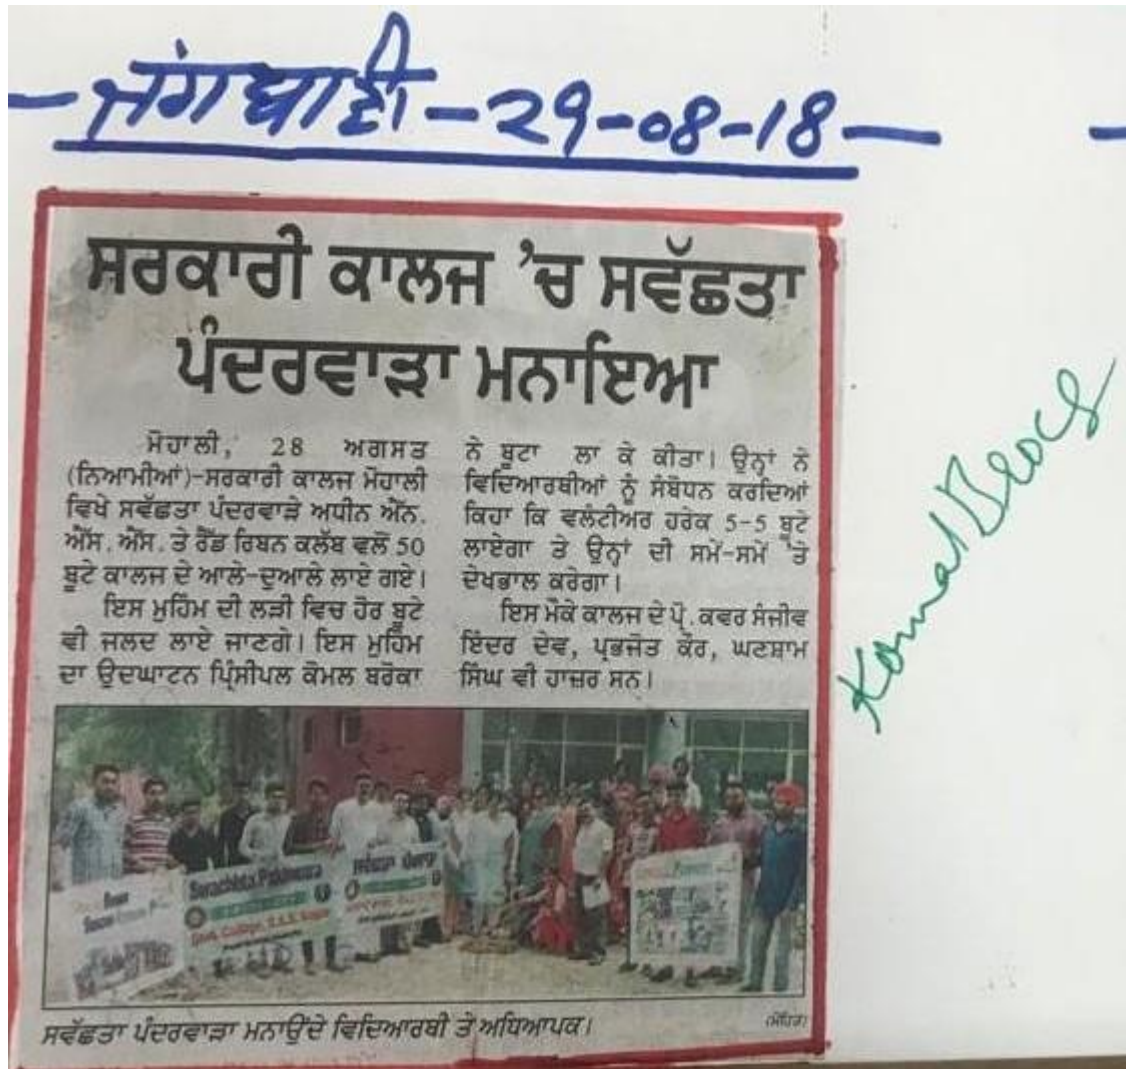 — ਜਗਬਾਣੀ — 29-08-18 —
ਸਰਕਾਰੀ ਕਾਲਜ 'ਚ ਸਵੱਛਤਾ
ਪੰਦਰਵਾੜਾ ਮਨਾਇਆ
ਮੋਹਾਲੀ, 28 ਅਗਸਤ
(ਨਿਆਮੀਆਂ)-ਸਰਕਾਰੀ ਕਾਲਜ ਮੋਹਾਲੀ
ਵਿਖੇ ਸਵੱਛਤਾ ਪੰਦਰਵਾੜੇ ਅਧੀਨ ਐੱਨ.
ਐੱਸ. ਐੱਸ. ਤੇ ਰੈੱਡ ਰਿਬਨ ਕਲੱਬ ਵਲੋਂ 50
ਬੂਟੇ ਕਾਲਜ ਦੇ ਆਲੇ-ਦੁਆਲੇ ਲਾਏ ਗਏ।
ਇਸ ਮੁਹਿੰਮ ਦੀ ਲੜੀ ਵਿਚ ਹੋਰ ਬੂਟੇ
ਵੀ ਜਲਦ ਲਾਏ ਜਾਣਗੇ। ਇਸ ਮੁਹਿੰਮ
ਦਾ ਉਦਘਾਟਨ ਪ੍ਰਿੰਸੀਪਲ ਕੋਮਲ ਬਰੋਕਾ
ਨੇ ਬੂਟਾ ਲਾ ਕੇ ਕੀਤਾ। ਉਨ੍ਹਾਂ ਨੇ
ਵਿਦਿਆਰਥੀਆਂ ਨੂੰ ਸੰਬੋਧਨ ਕਰਦਿਆਂ
ਕਿਹਾ ਕਿ ਵਲੰਟੀਅਰ ਹਰੇਕ 5-5 ਬੂਟੇ
ਲਾਏਗਾ ਤੇ ਉਨ੍ਹਾਂ ਦੀ ਸਮੇਂ-ਸਮੇਂ 'ਤੇ
ਦੇਖਭਾਲ ਕਰੇਗਾ।
ਇਸ ਮੌਕੇ ਕਾਲਜ ਦੇ ਪ੍ਰੋ. ਕਵਰ ਸੰਜੀਵ
ਇੰਦਰ ਦੇਵ, ਪ੍ਰਭਜੋਤ ਕੌਰ, ਘਣਸ਼ਾਮ
ਸਿੰਘ ਵੀ ਹਾਜ਼ਰ ਸਨ।
Swachhta Pakhwara
Govt. College, S.A.S. Nagar
ਸਵੱਛਤਾ ਪੰਦਰਵਾੜਾ ਮਨਾਉਂਦੇ ਵਿਦਿਆਰਥੀ ਤੇ ਅਧਿਆਪਕ।
(ਮੋਹਿਤ)
Komal Broca